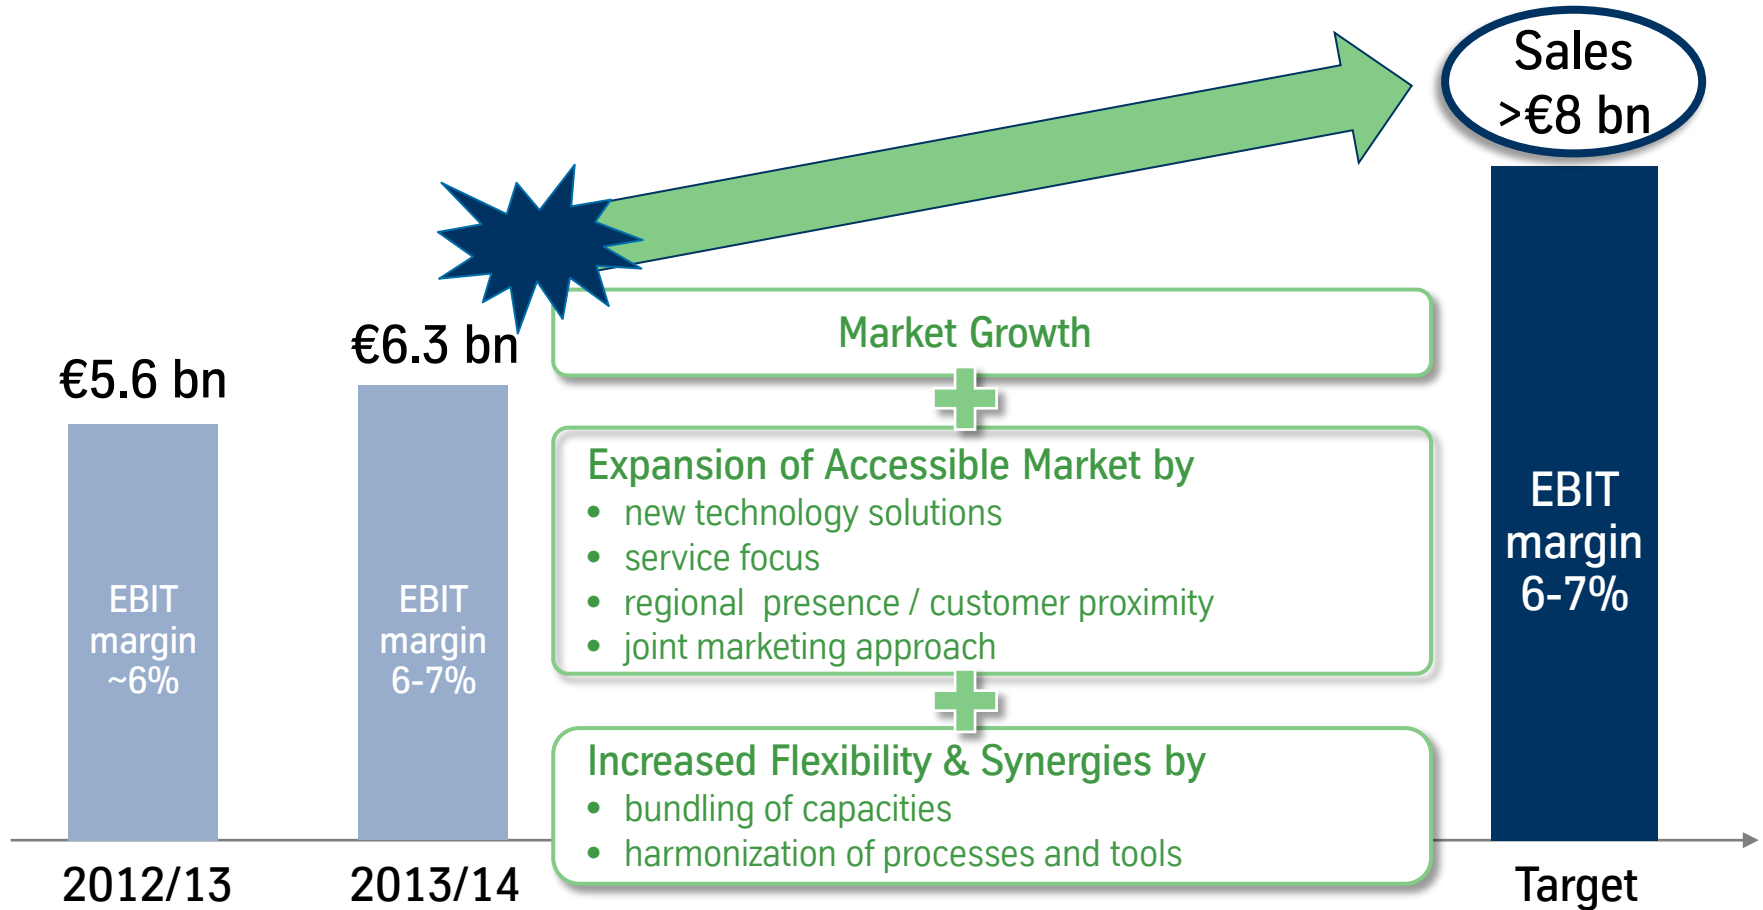 Sales
>€8 bn
€5.6 bn
€6.3 bn
EBIT
margin
~6%
EBIT
margin
6-7%
Market Growth
Expansion of Accessible Market by
• new technology solutions
• service focus
• regional presence / customer proximity
• joint marketing approach
Increased Flexibility & Synergies by
• bundling of capacities
• harmonization of processes and tools
EBIT
margin
6-7%
2012/13
2013/14
Target